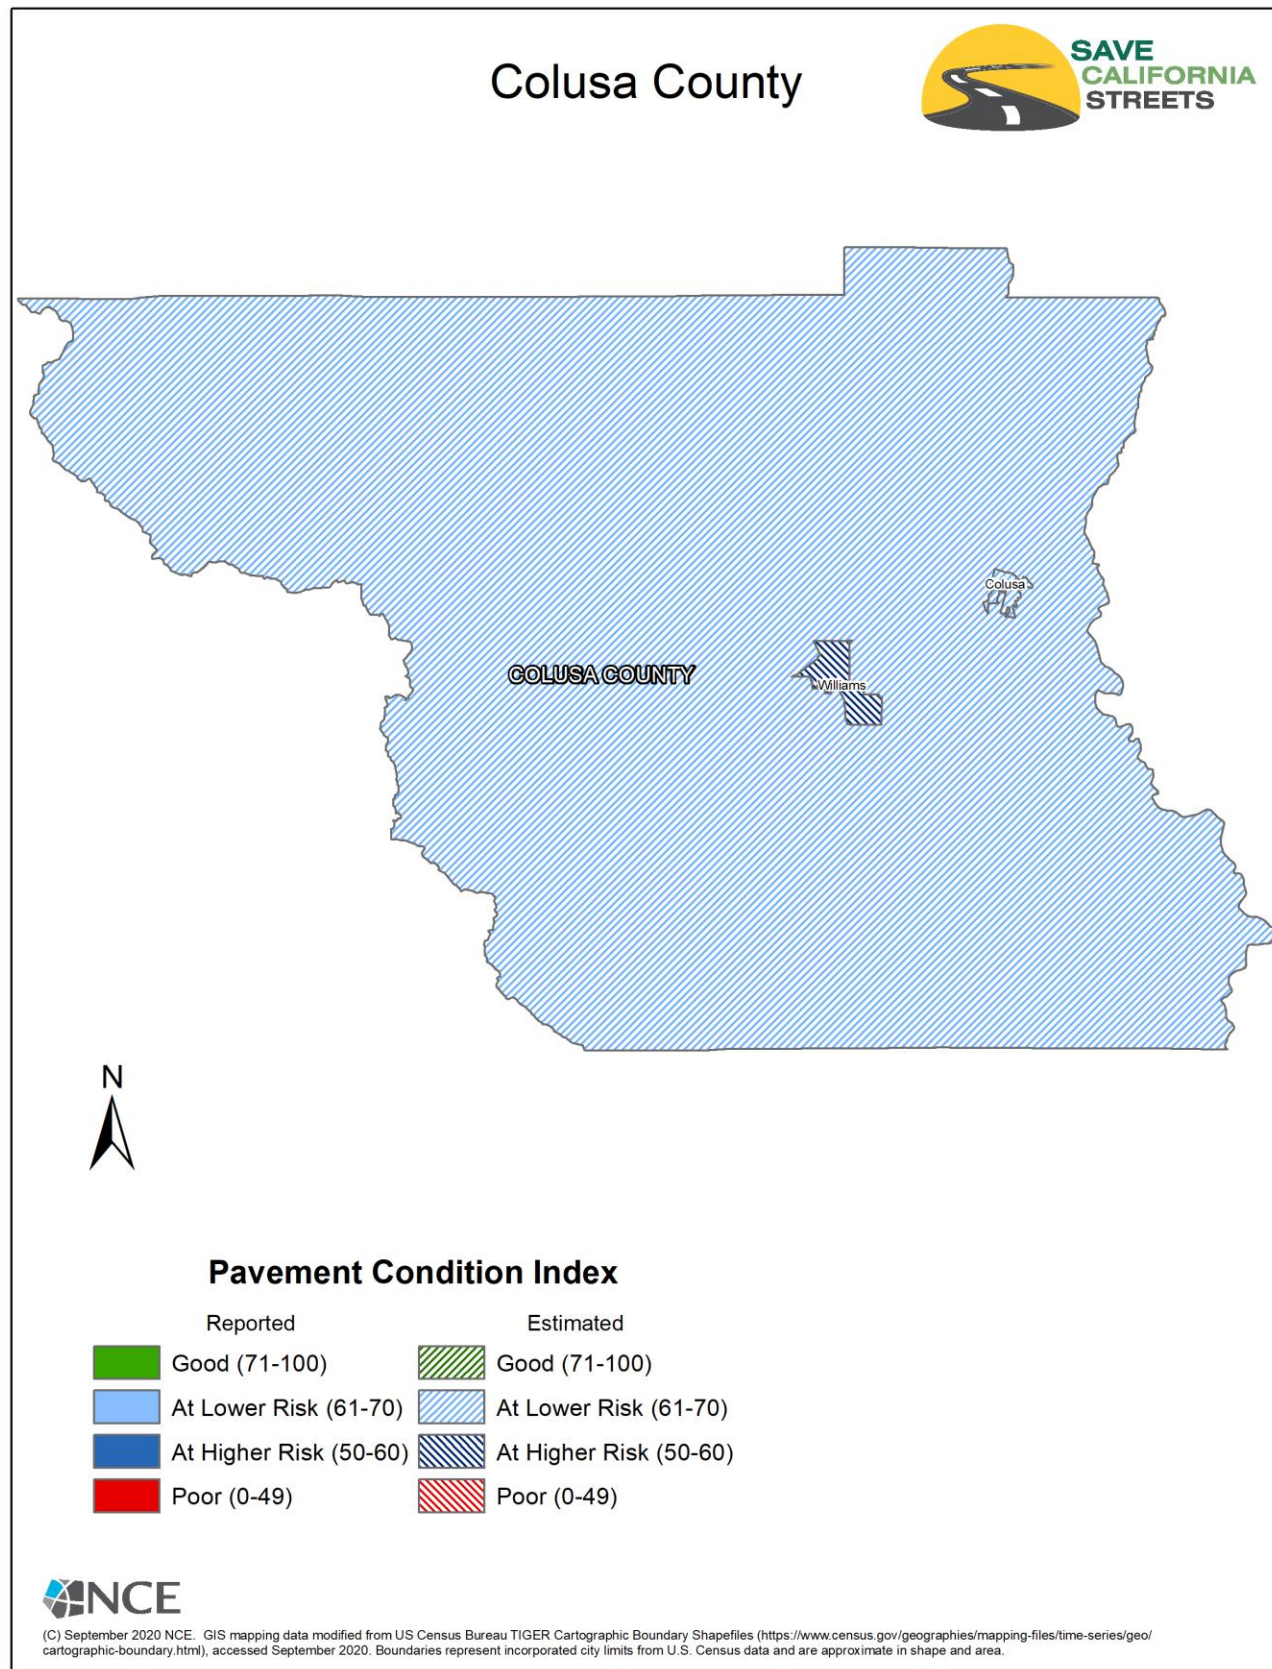 Colusa County
SAVE
CALIFORNIA
STREETS
Colusa
COLUSA COUNTY
Williams
N
Pavement Condition Index
Reported
Estimated
Good (71-100)
Good (71-100)
At Lower Risk (61-70)
At Lower Risk (61-70)
At Higher Risk (50-60)
At Higher Risk (50-60)
Poor (0-49)
Poor (0-49)
NCE
(C) September 2020 NCE. GIS mapping data modified from US Census Bureau TIGER Cartographic Boundary Shapefiles (https://www.census.gov/geographies/mapping-files/time-series/geo/
cartographic-boundary.html), accessed September 2020. Boundaries represent incorporated city limits from U.S. Census data and are approximate in shape and area.